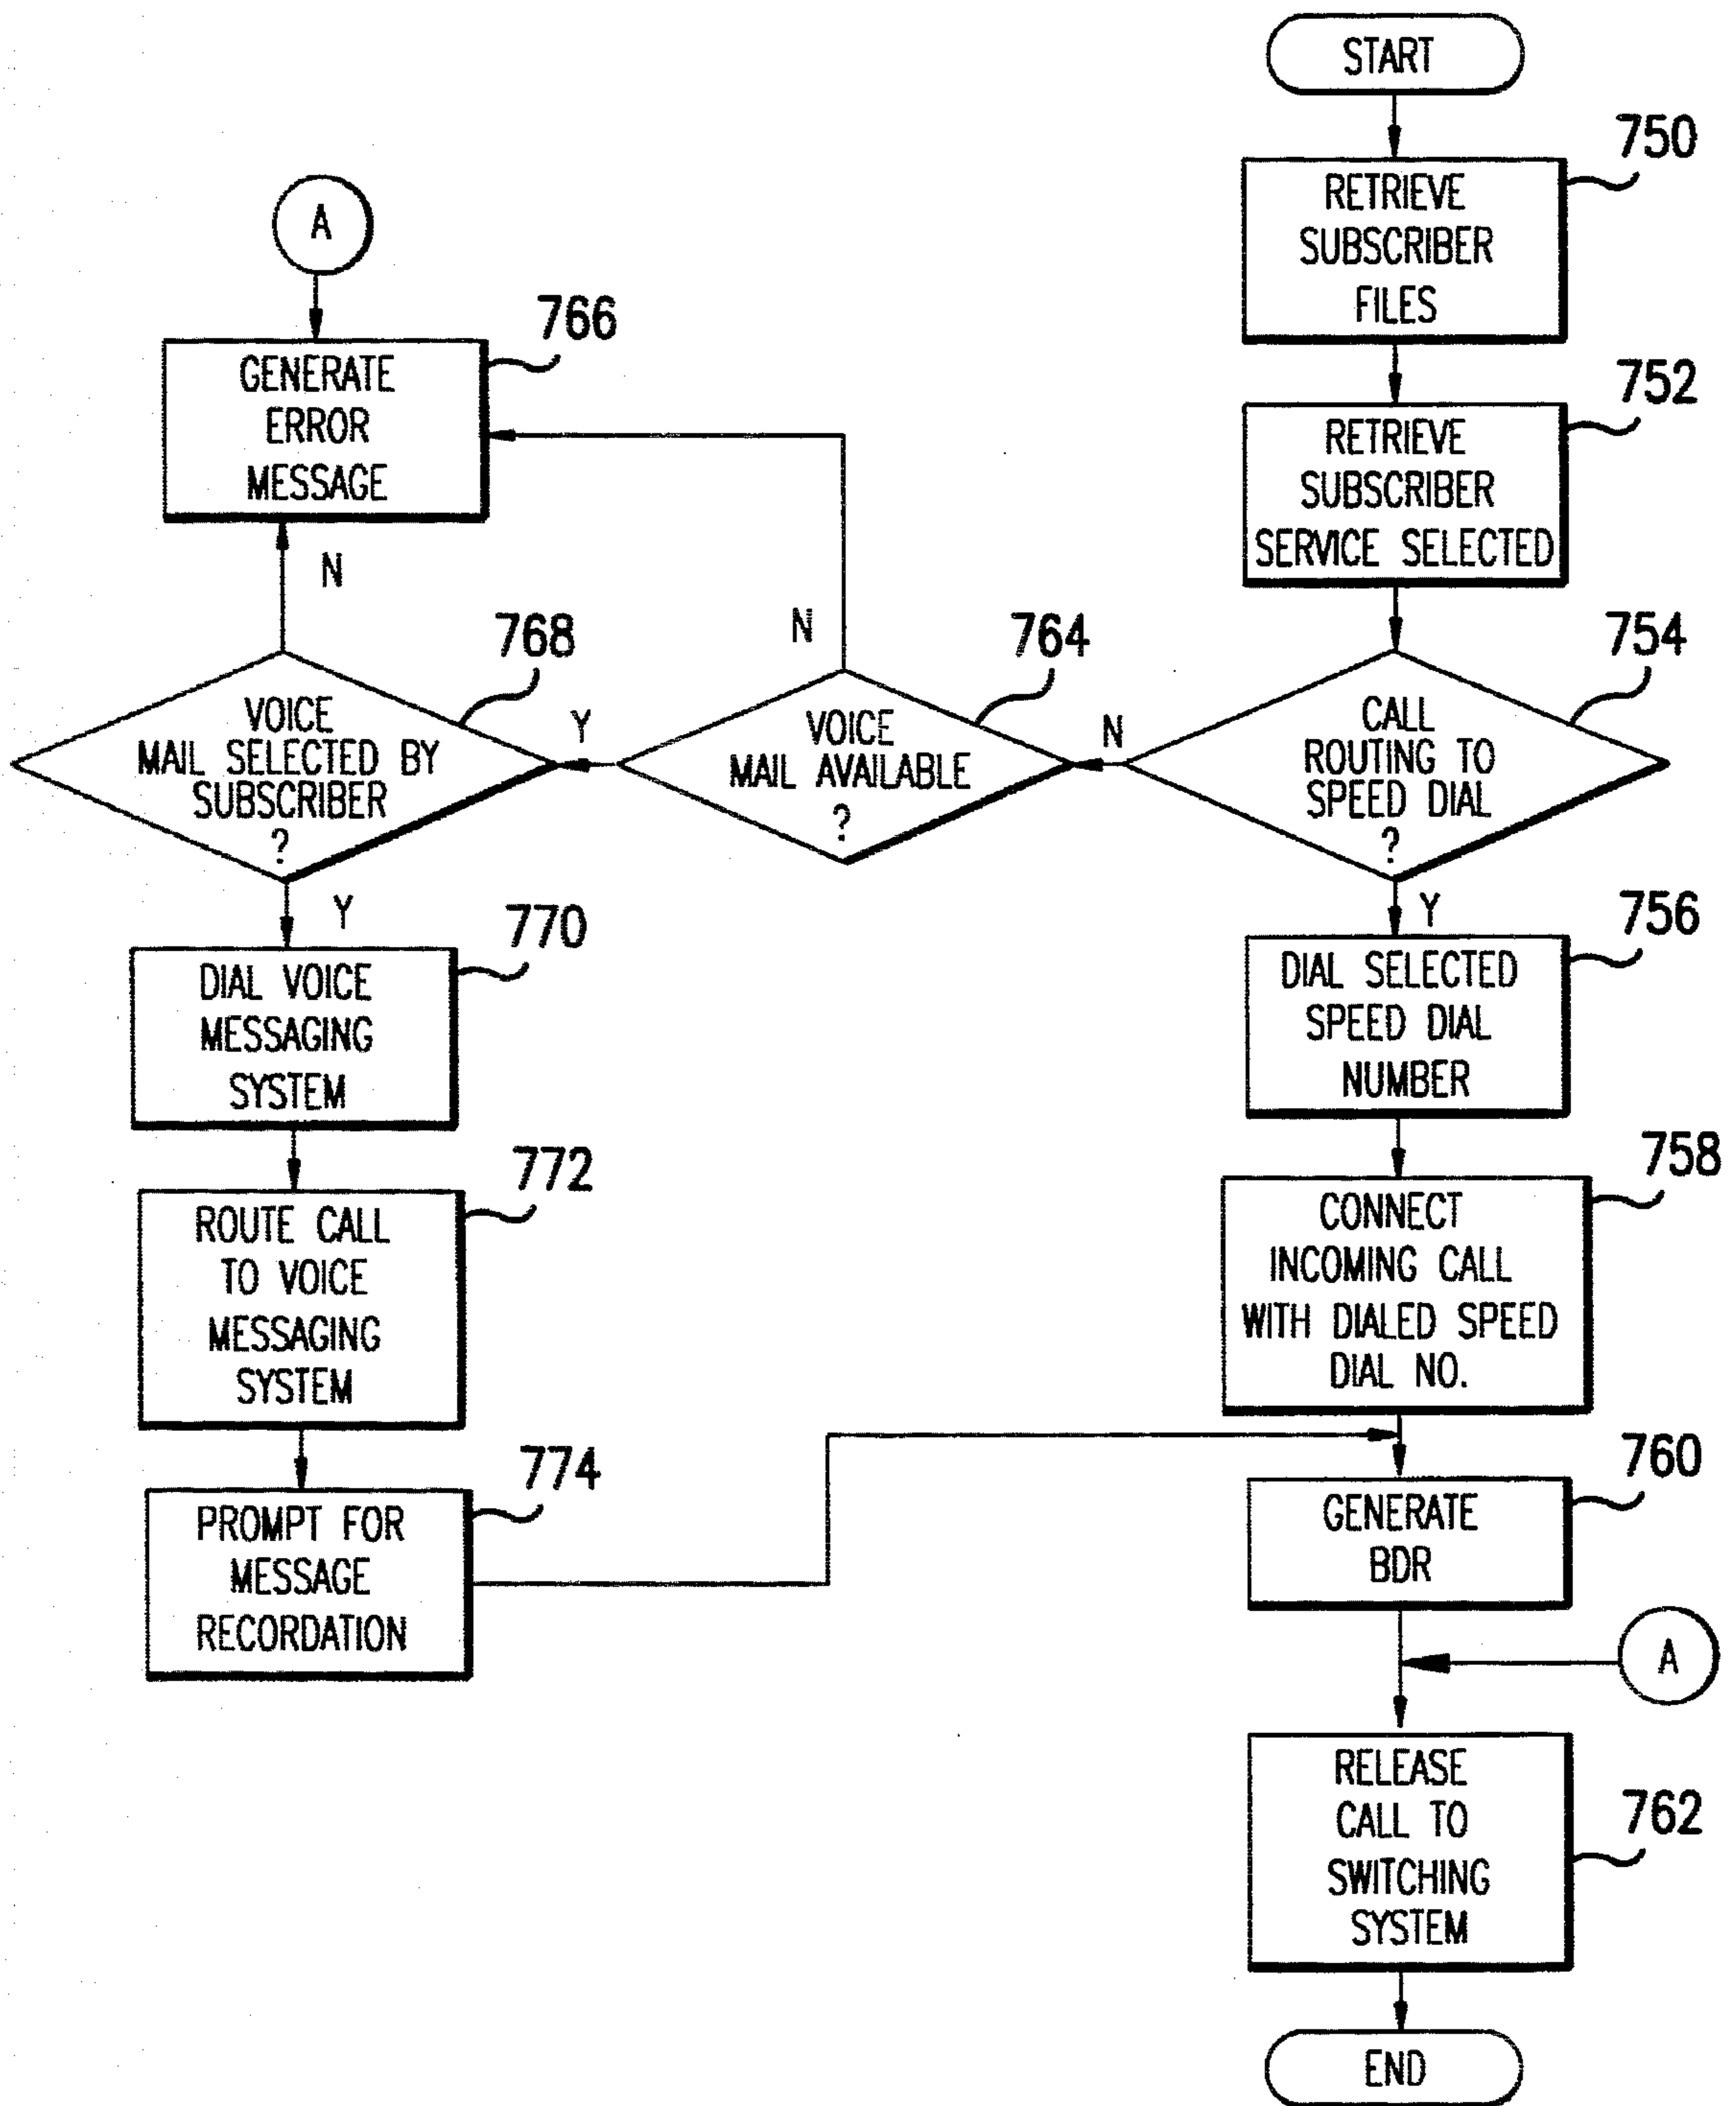 START
750
RETRIEVE
SUBSCRIBER
FILES
752
RETRIEVE
SUBSCRIBER
SERVICE SELECTED
754
CALL
ROUTING TO
SPEED DIAL
?
N
Y
756
DIAL SELECTED
SPEED DIAL
NUMBER
758
CONNECT
INCOMING CALL
WITH DIALED SPEED
DIAL NO.
760
GENERATE
BDR
A
762
RELEASE
CALL TO
SWITCHING
SYSTEM
END
764
VOICE
MAIL AVAILABLE
?
N
Y
A
766
GENERATE
ERROR
MESSAGE
N
768
VOICE
MAIL SELECTED BY
SUBSCRIBER
?
Y
770
DIAL VOICE
MESSAGING
SYSTEM
772
ROUTE CALL
TO VOICE
MESSAGING
SYSTEM
774
PROMPT FOR
MESSAGE
RECORDATION